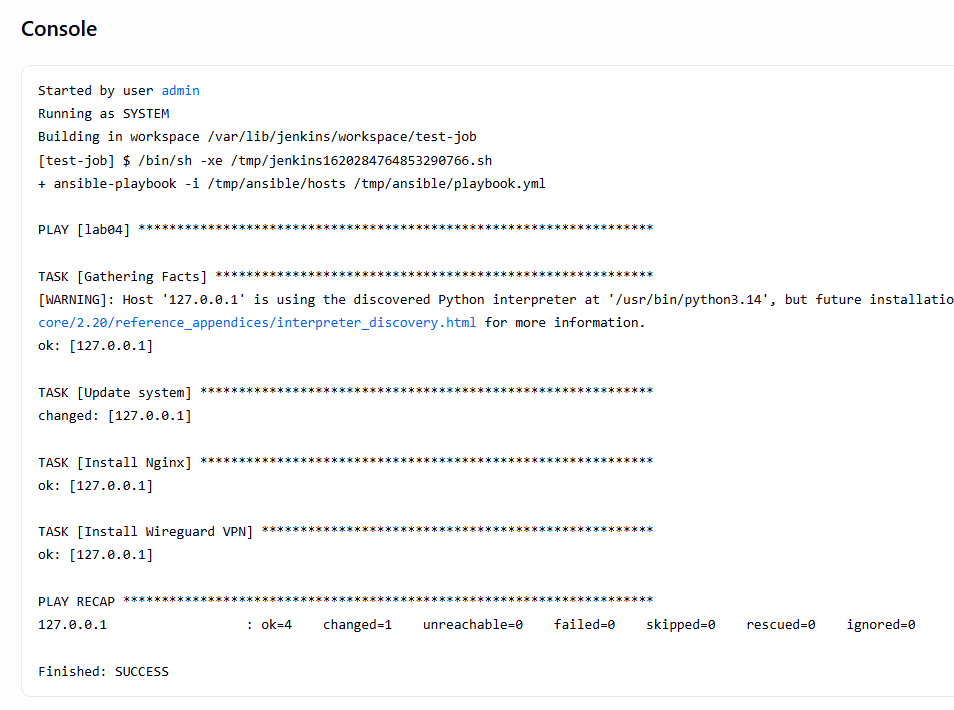 Console
Started by user admin
Running as SYSTEM
Building in workspace /var/lib/jenkins/workspace/test-job
[test-job] $ /bin/sh -xe /tmp/jenkins1620284764853290766.sh
+ ansible-playbook -i /tmp/ansible/hosts /tmp/ansible/playbook.yml
PLAY [lab04] *******************************************************************
TASK [Gathering Facts] *********************************************************
[WARNING]: Host '127.0.0.1' is using the discovered Python interpreter at '/usr/bin/python3.14', but future installatio
core/2.20/reference_appendices/interpreter_discovery.html for more information.
ok: [127.0.0.1]
TASK [Update system] ***********************************************************
changed: [127.0.0.1]
TASK [Install Nginx] ***********************************************************
ok: [127.0.0.1]
TASK [Install Wireguard VPN] ***************************************************
ok: [127.0.0.1]
PLAY RECAP *********************************************************************
127.0.0.1                  : ok=4    changed=1    unreachable=0    failed=0    skipped=0    rescued=0    ignored=0
Finished: SUCCESS